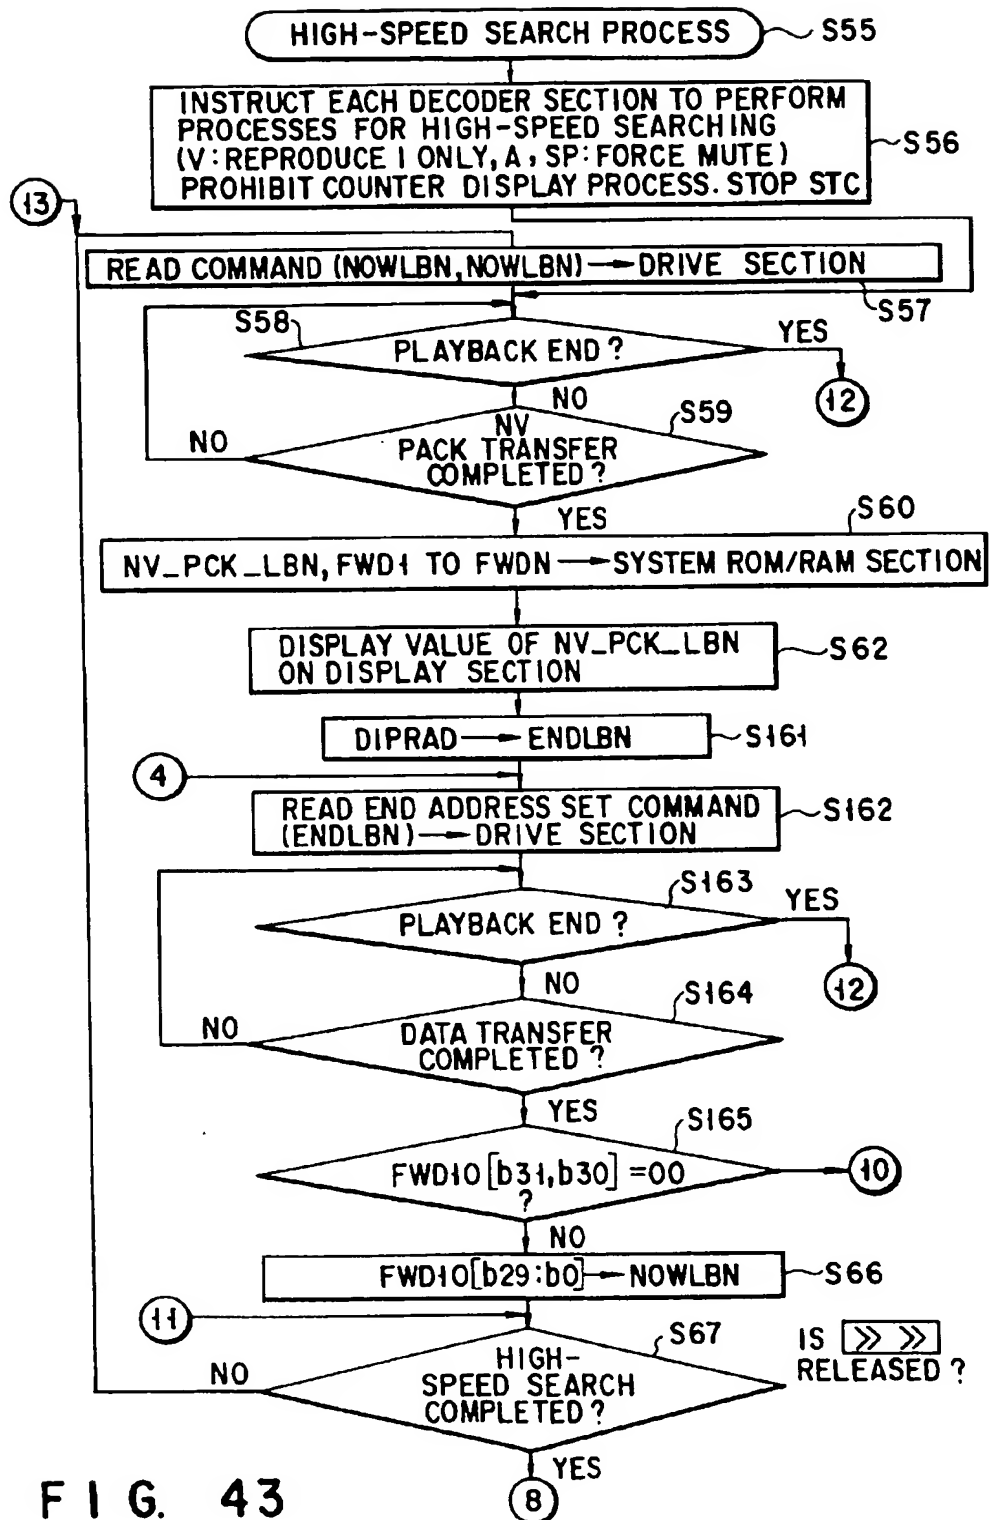 HIGH-SPEED SEARCH PROCESS
S55
INSTRUCT EACH DECODER SECTION TO PERFORM
PROCESSES FOR HIGH-SPEED SEARCHING
(V:REPRODUCE I ONLY, A, SP:FORCE MUTE)
PROHIBIT COUNTER DISPLAY PROCESS. STOP STC
S56
13
READ COMMAND (NOWLBN, NOWLBN) → DRIVE SECTION
S57
S58
PLAYBACK END ?
YES
12
NO
S59
NV
PACK TRANSFER
COMPLETED ?
NO
YES
S60
NV_PCK_LBN, FWD1 TO FWDN → SYSTEM ROM/RAM SECTION
DISPLAY VALUE OF NV_PCK_LBN
ON DISPLAY SECTION
S62
DIPRAD → ENDLBN
S161
4
READ END ADDRESS SET COMMAND
(ENDLBN) → DRIVE SECTION
S162
S163
PLAYBACK END ?
YES
12
NO
S164
DATA TRANSFER
COMPLETED ?
NO
YES
S165
FWD10 [b31, b30] = 00
?
10
NO
FWD10[b29:b0] → NOWLBN
S66
11
S67
HIGH-
SPEED SEARCH
COMPLETED ?
NO
IS >> >>
RELEASED ?
YES
8
FIG. 43